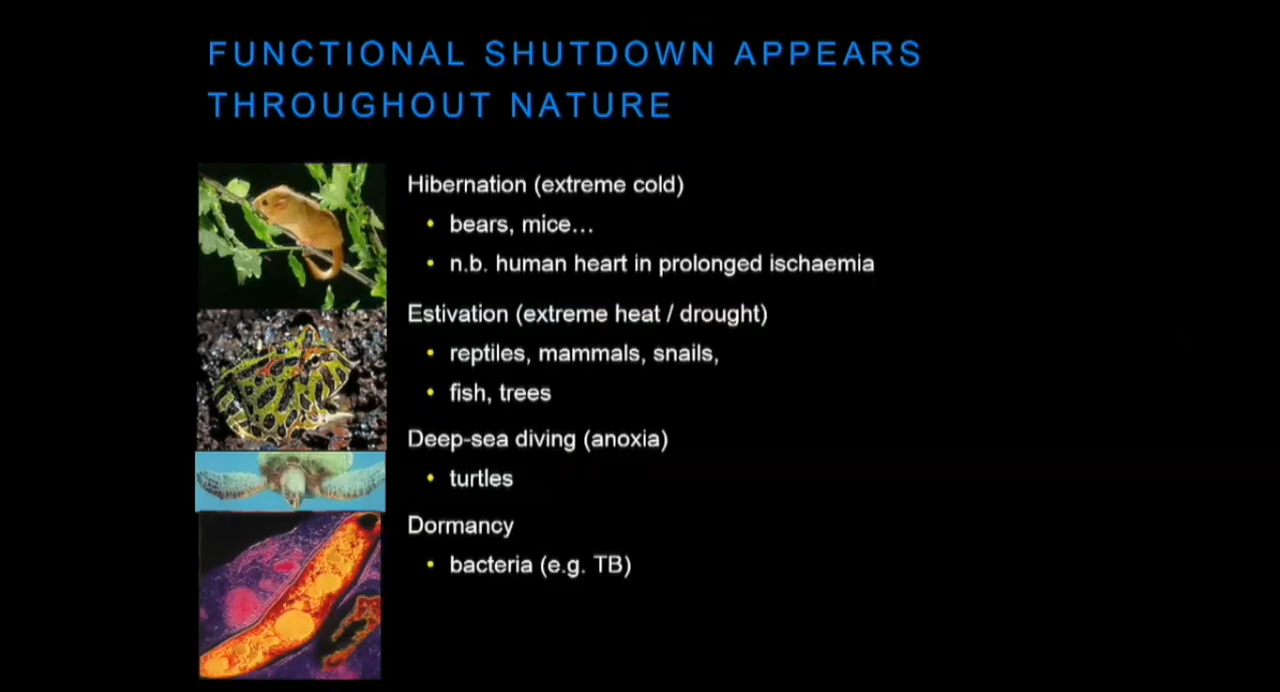 FUNCTIONAL SHUTDOWN APPEARS
THROUGHOUT NATURE
Hibernation (extreme cold)
• bears, mice…
• n.b. human heart in prolonged ischaemia
Estivation (extreme heat / drought)
• reptiles, mammals, snails,
• fish, trees
Deep-sea diving (anoxia)
• turtles
Dormancy
• bacteria (e.g. TB)